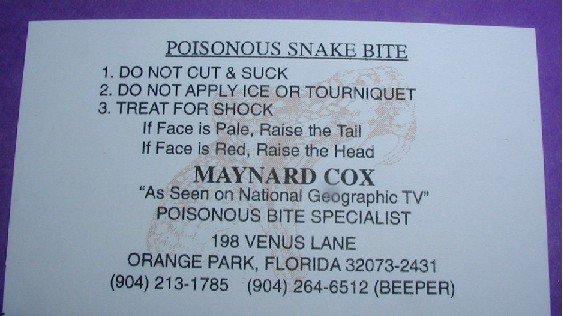 POISONOUS SNAKE BITE
1. DO NOT CUT & SUCK
2. DO NOT APPLY ICE OR TOURNIQUET
3. TREAT FOR SHOCK
If Face is Pale, Raise the Tail
If Face is Red, Raise the Head
MAYNARD COX
"As Seen on National Geographic TV"
POISONOUS BITE SPECIALIST
198 VENUS LANE
ORANGE PARK, FLORIDA 32073-2431
(904) 213-1785 (904) 264-6512 (BEEPER)